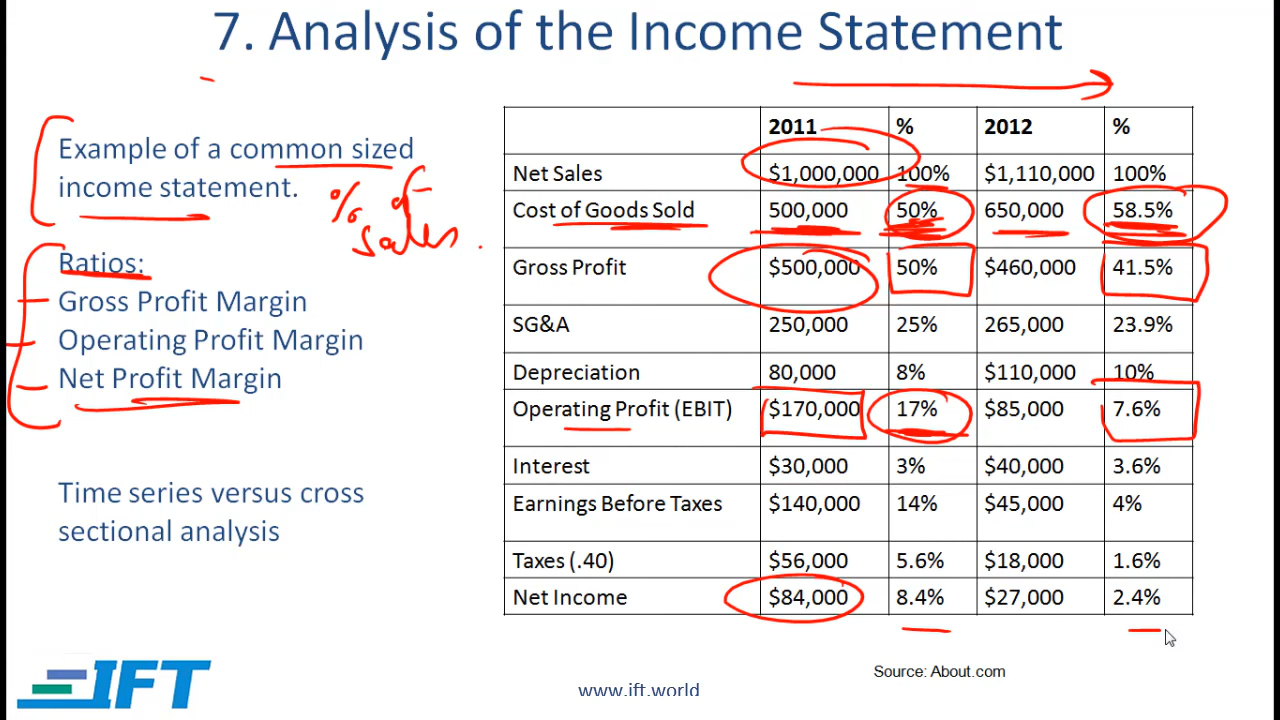 7. Analysis of the Income Statement
Example of a common sized
income statement.
% of
sales.
Ratios:
Gross Profit Margin
Operating Profit Margin
Net Profit Margin
Time series versus cross
sectional analysis
2011 % 2012 %
Net Sales $1,000,000 100% $1,110,000 100%
Cost of Goods Sold 500,000 50% 650,000 58.5%
Gross Profit $500,000 50% $460,000 41.5%
SG&A 250,000 25% 265,000 23.9%
Depreciation 80,000 8% $110,000 10%
Operating Profit (EBIT) $170,000 17% $85,000 7.6%
Interest $30,000 3% $40,000 3.6%
Earnings Before Taxes $140,000 14% $45,000 4%
Taxes (.40) $56,000 5.6% $18,000 1.6%
Net Income $84,000 8.4% $27,000 2.4%
IFT
www.ift.world
Source: About.com